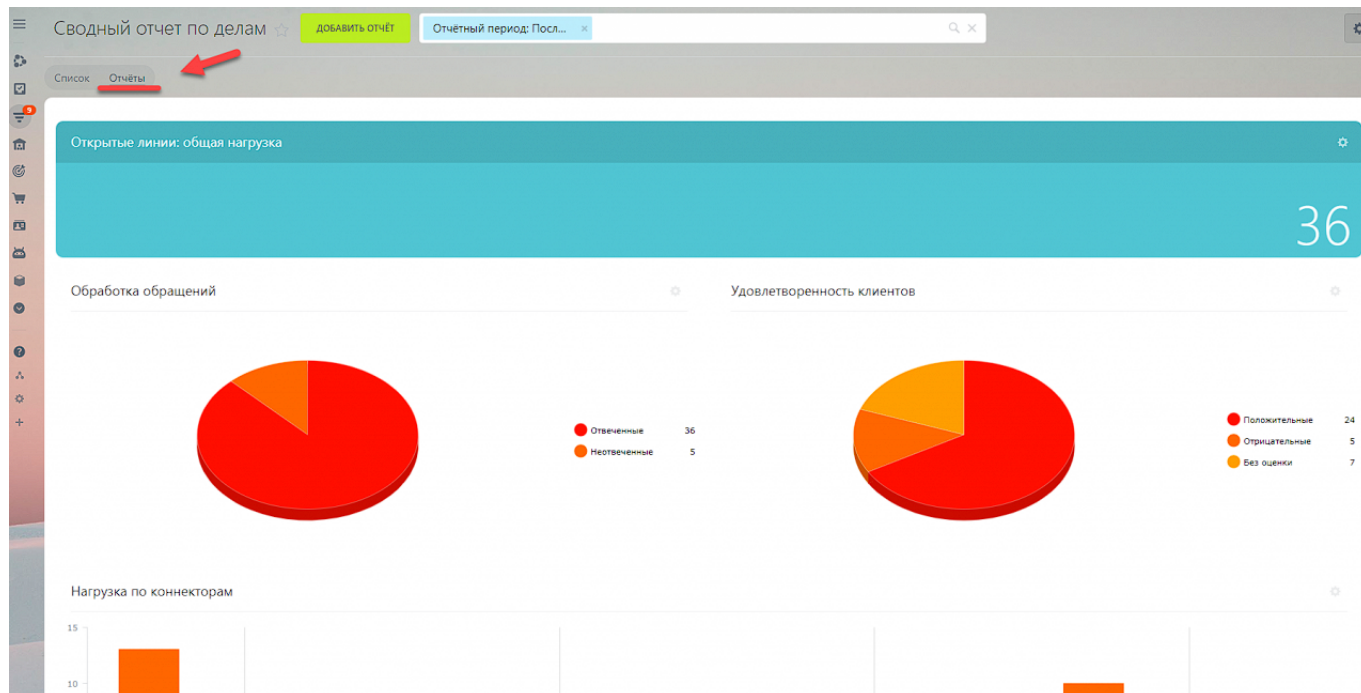 Сводный отчет по делам
ДОБАВИТЬ ОТЧЁТ
Отчётный период: Посл...
Список Отчёты
9
Открытые линии: общая нагрузка
36
Обработка обращений
Удовлетворенность клиентов
Отвеченные 36
Неотвеченные 5
Положительные 24
Отрицательные 5
Без оценки 7
Нагрузка по коннекторам
15
10